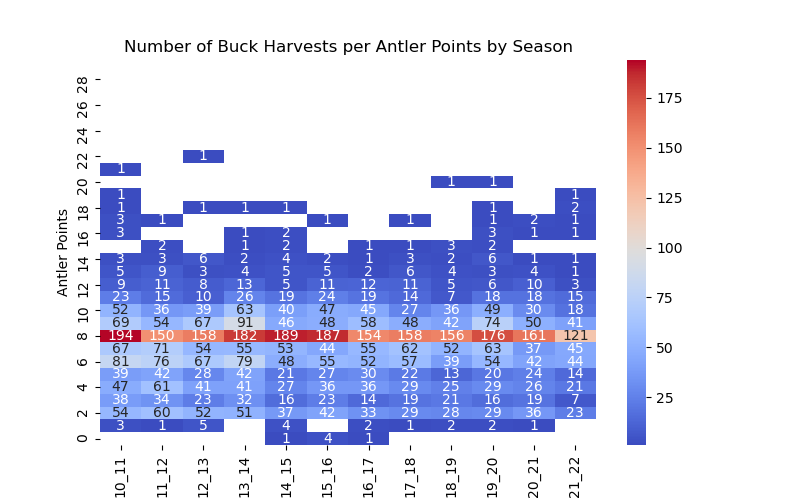 Number of Buck Harvests per Antler Points by Season
Antler Points
28
26
24
22 1
1
20 1 1
1 1
18 1 1 1 1 1 2
3 1 1 1 1 2 1
16 3 1 2 3 1 1
2 1 2 1 1 3 2
14 3 3 6 2 4 2 1 3 2 6 1 1
5 9 3 4 5 5 2 6 4 3 4 1
12 9 11 8 13 5 11 12 11 5 6 10 3
23 15 10 26 19 24 19 14 7 18 18 15
10 52 36 39 63 40 47 45 27 36 49 30 18
69 54 67 91 46 48 58 48 42 74 50 41
8 194 150 158 182 189 187 154 158 156 176 161 121
67 71 54 55 53 44 55 62 52 63 37 45
6 81 76 67 79 48 55 52 57 39 54 42 44
39 42 28 42 21 27 30 22 13 20 24 14
4 47 61 41 41 27 36 36 29 25 29 26 21
38 34 23 32 16 23 14 19 21 16 19 7
2 54 60 52 51 37 42 33 29 28 29 36 23
3 1 5 4 2 1 2 2 1
0 1 4 1
10_11 11_12 12_13 13_14 14_15 15_16 16_17 17_18 18_19 19_20 20_21 21_22
175
150
125
100
75
50
25